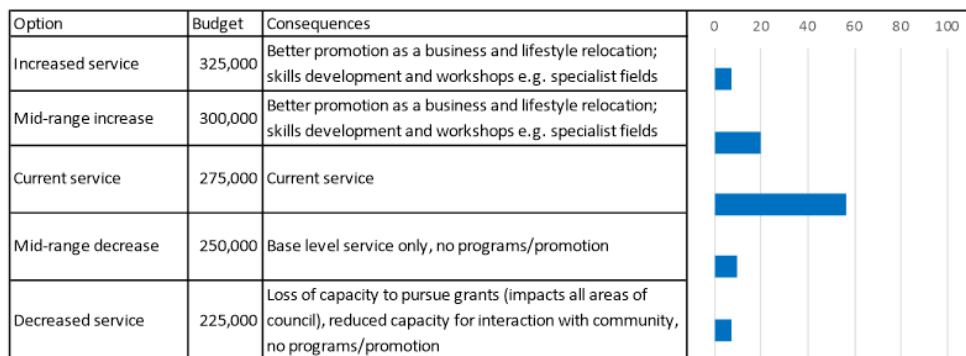 Option Budget Consequences 0 20 40 60 80 100
Increased service 325,000 Better promotion as a business and lifestyle relocation;
skills development and workshops e.g. specialist fields
Mid-range increase 300,000 Better promotion as a business and lifestyle relocation;
skills development and workshops e.g. specialist fields
Current service 275,000 Current service
Mid-range decrease 250,000 Base level service only, no programs/promotion
Decreased service 225,000 Loss of capacity to pursue grants (impacts all areas of
council), reduced capacity for interaction with community,
no programs/promotion